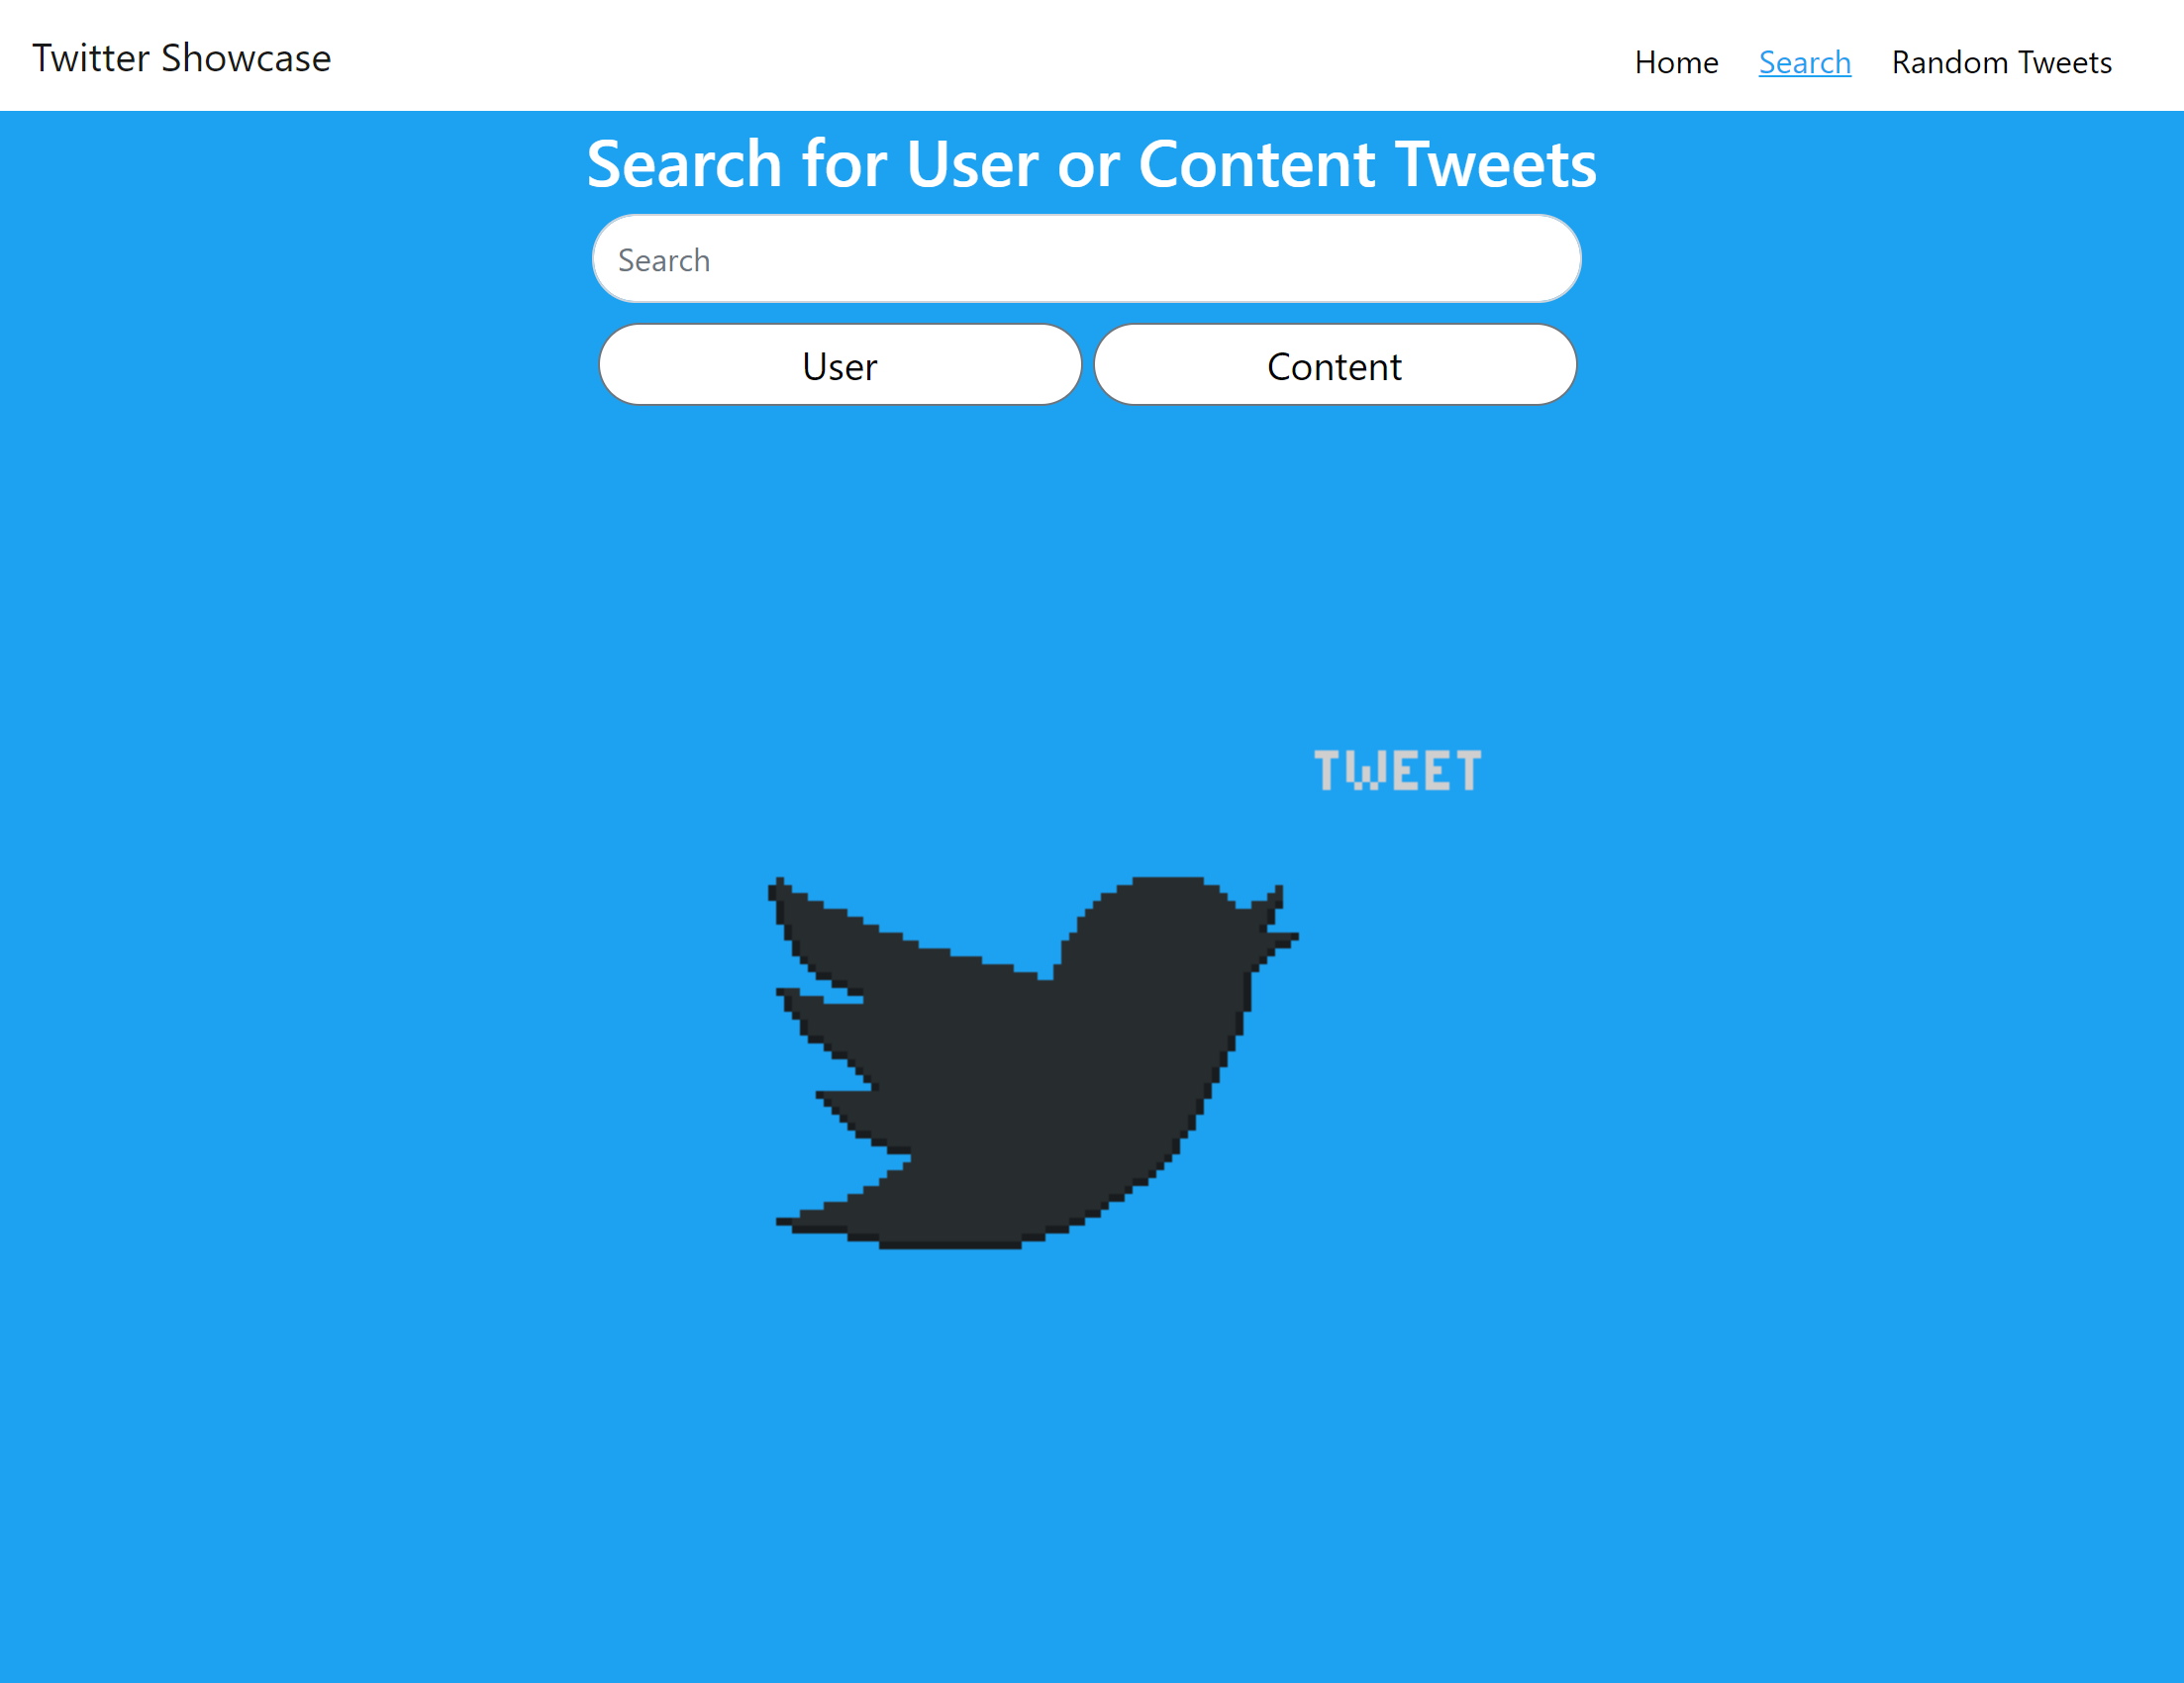 Twitter Showcase
Home Search Random Tweets
Search for User or Content Tweets
Search
User Content
TWEET